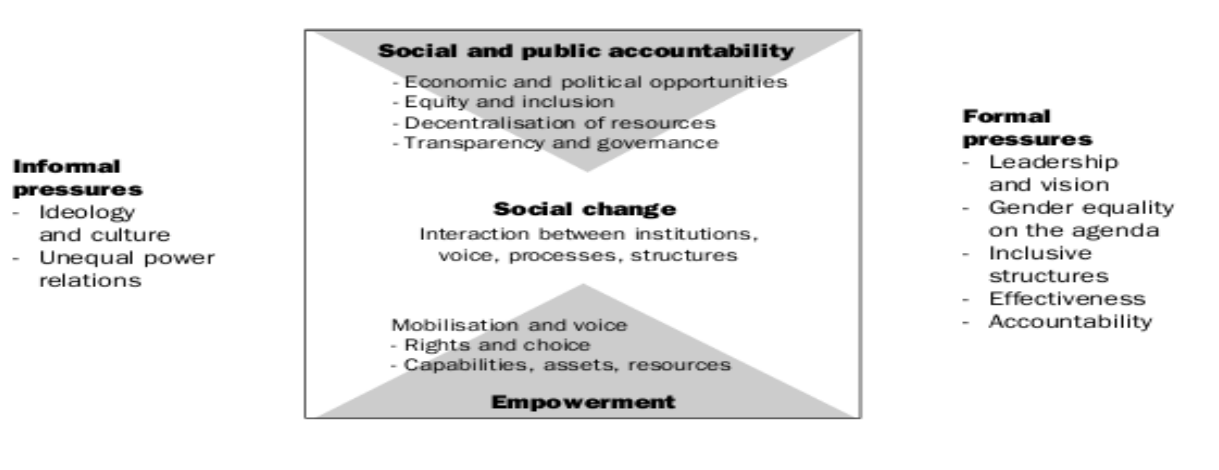 Social and public accountability
- Economic and political opportunities
- Equity and inclusion
- Decentralisation of resources
- Transparency and governance
Informal
pressures
- Ideology
and culture
- Unequal power
relations
Social change
Interaction between institutions,
voice, processes, structures
Mobilisation and voice
- Rights and choice
- Capabilities, assets, resources
Empowerment
Formal
pressures
- Leadership
and vision
- Gender equality
on the agenda
- Inclusive
structures
- Effectiveness
- Accountability